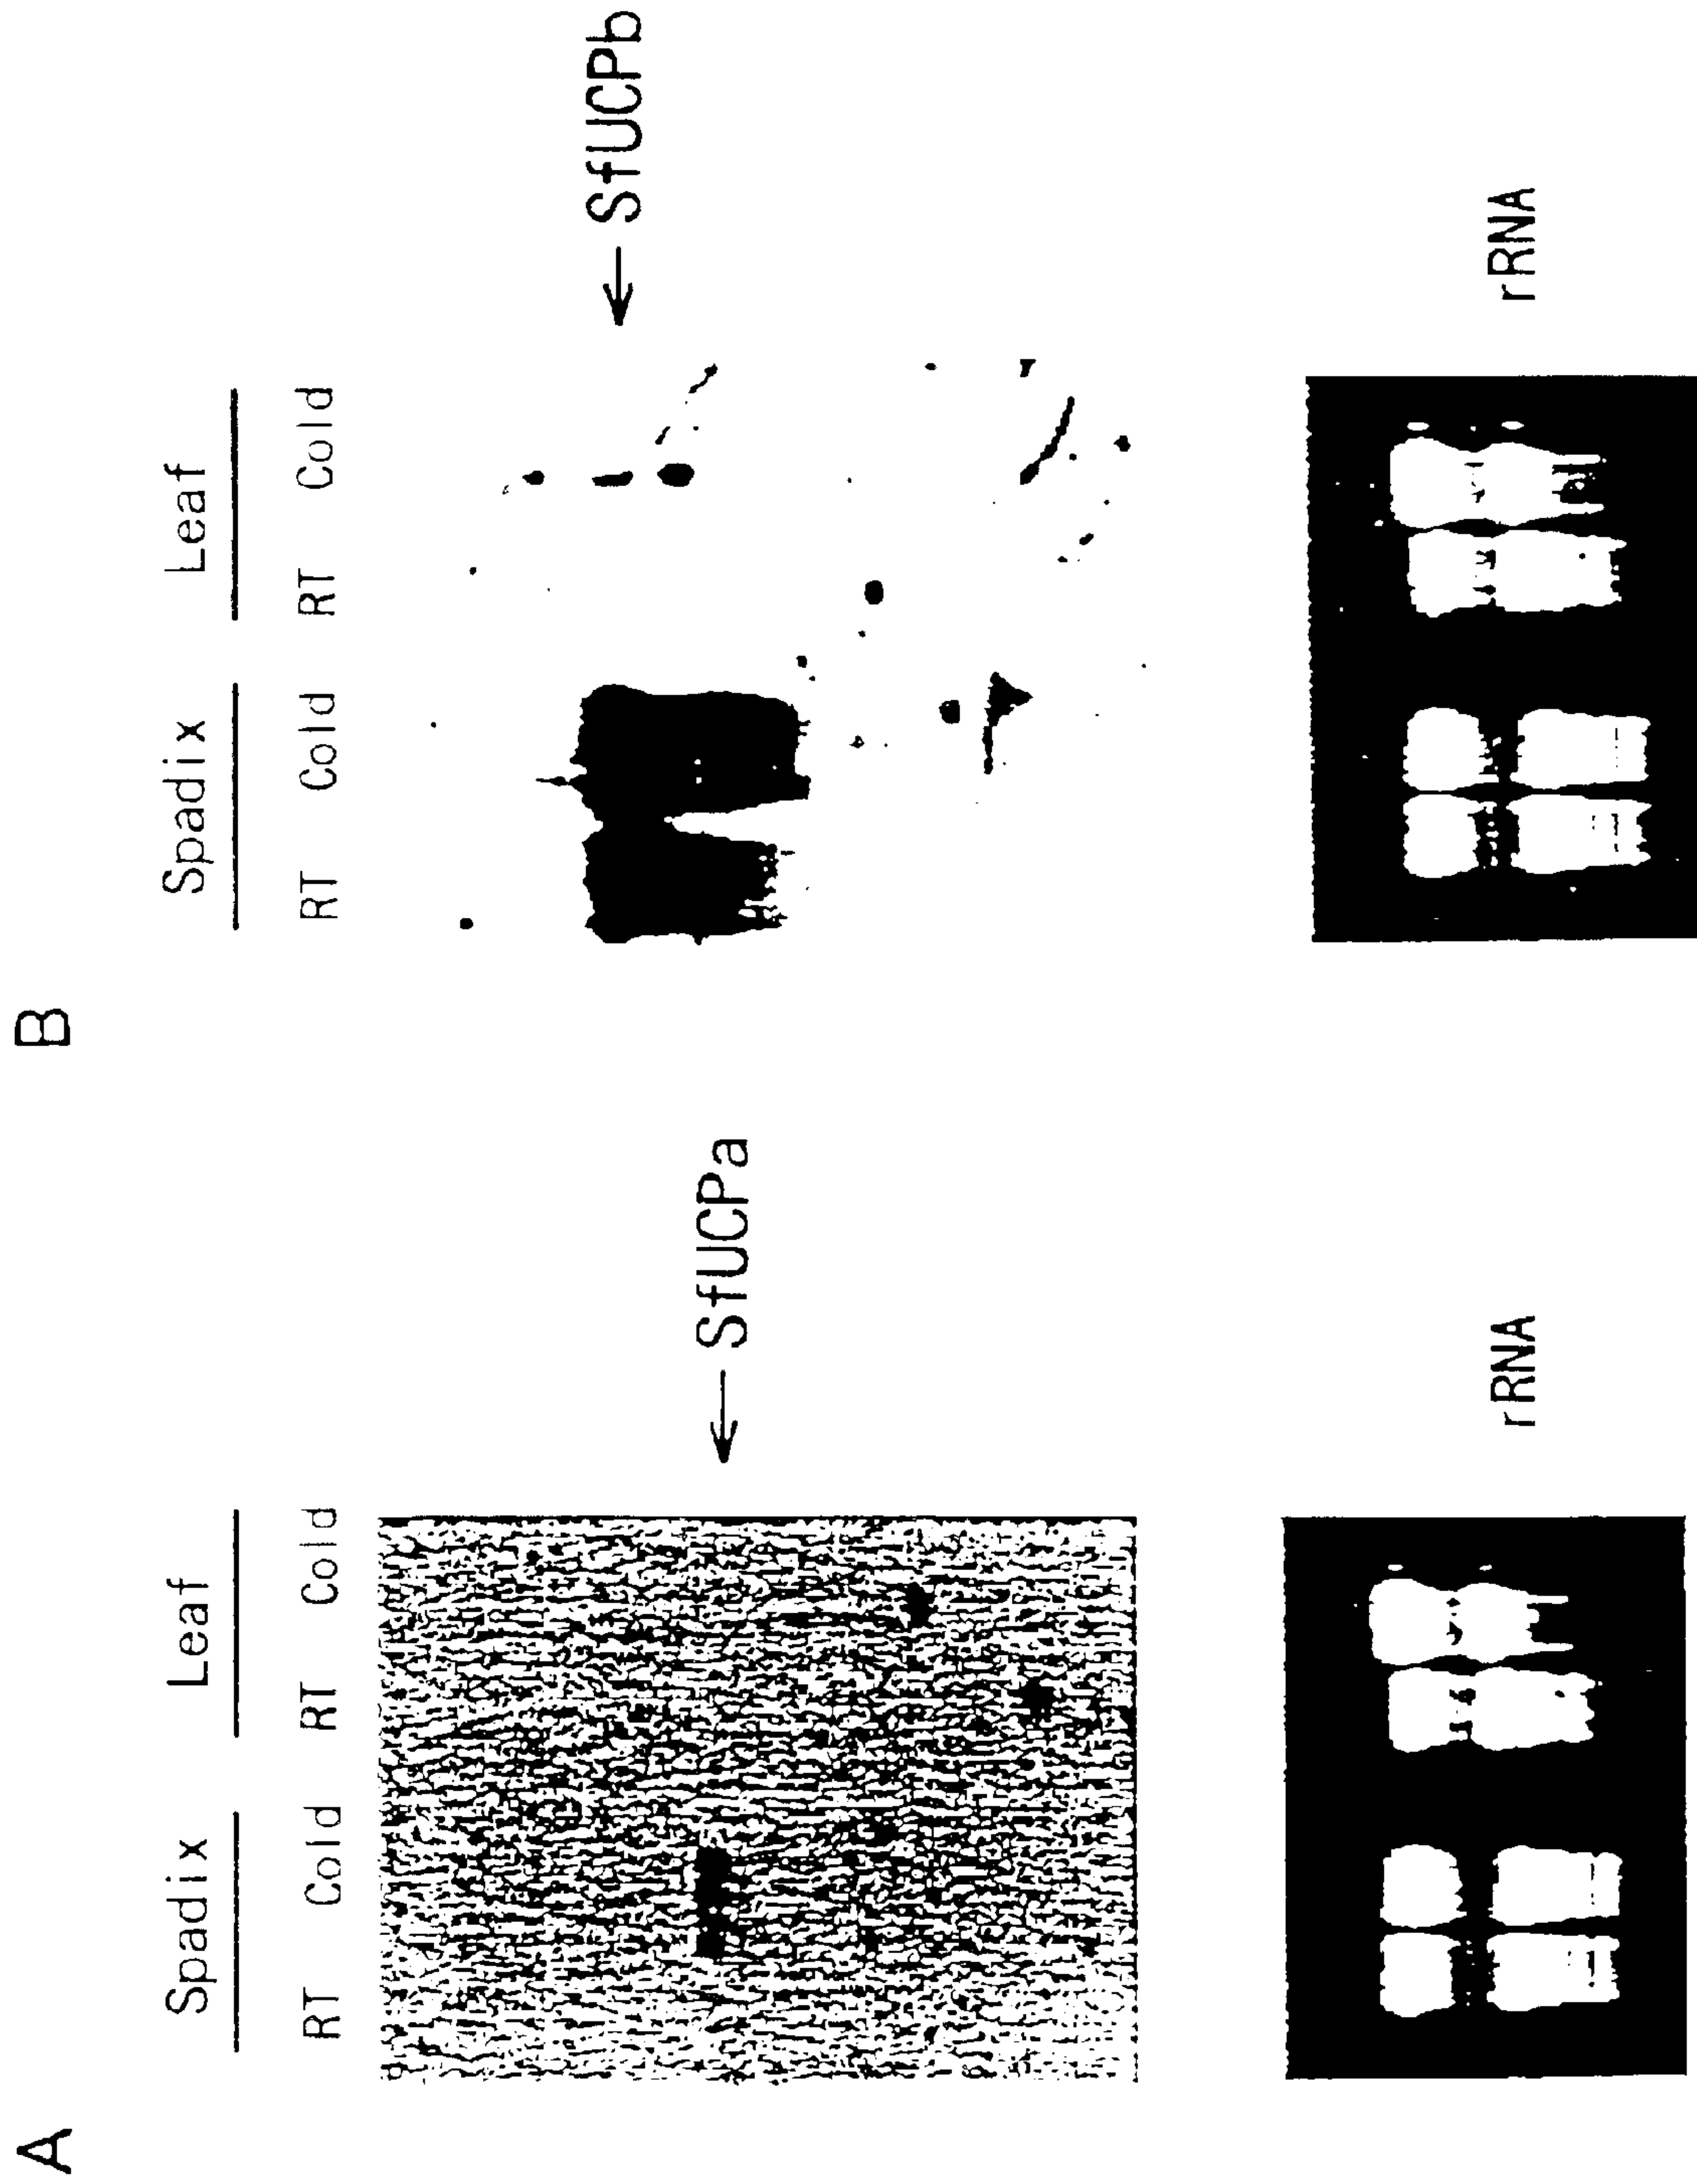 A
Spadix Leaf
RT Cold RT Cold
← SfUCPa
rRNA
B
Spadix Leaf
RT Cold RT Cold
← SfUCPb
rRNA